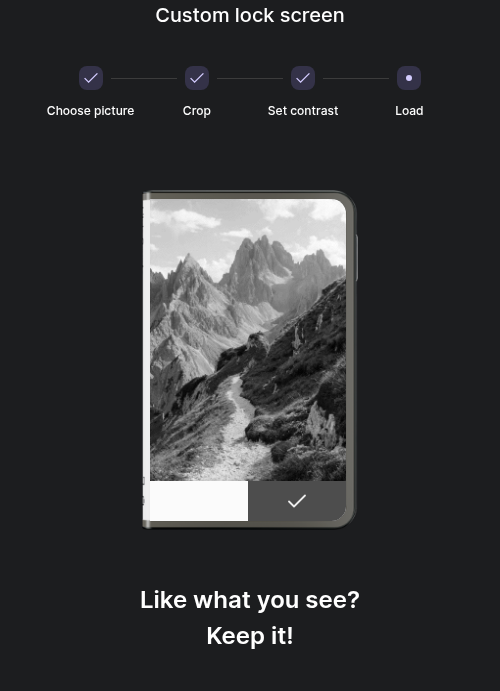 Custom lock screen
Choose picture
Crop
Set contrast
Load
Like what you see?
Keep it!